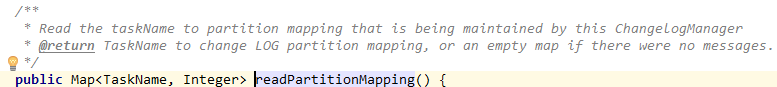 /**
* Read the taskName to partition mapping that is being maintained by this ChangelogManager
* @return TaskName to change LOG partition mapping, or an empty map if there were no messages.
*/
public Map<TaskName, Integer> readPartitionMapping() {